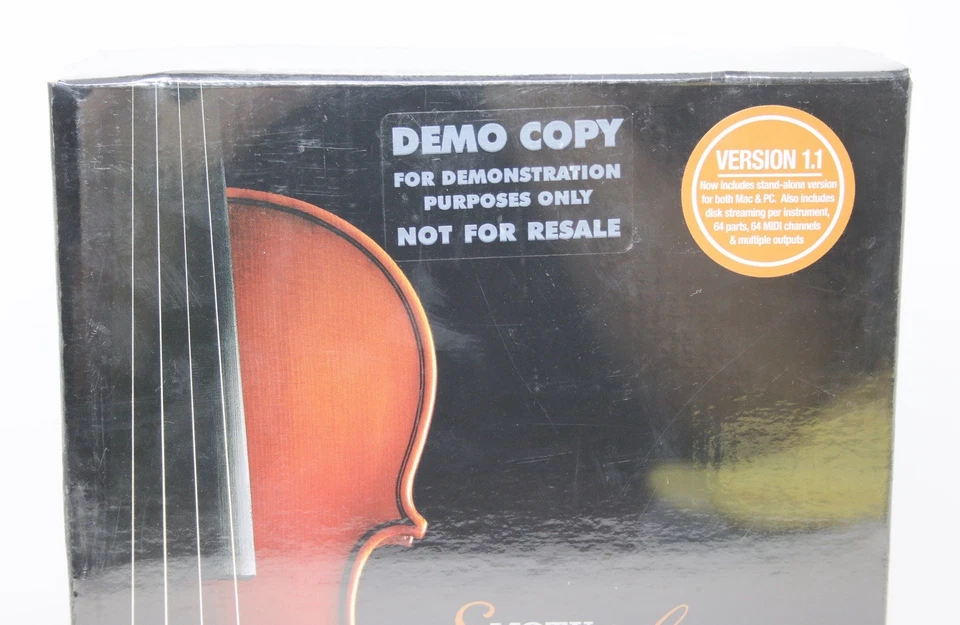 DEMO COPY
FOR DEMONSTRATION
PURPOSES ONLY
NOT FOR RESALE
VERSION 1.1
Now includes stand-alone version
for both Mac & PC. Also includes
disk streaming per instrument,
64 parts, 64 MIDI channels
& multiple outputs